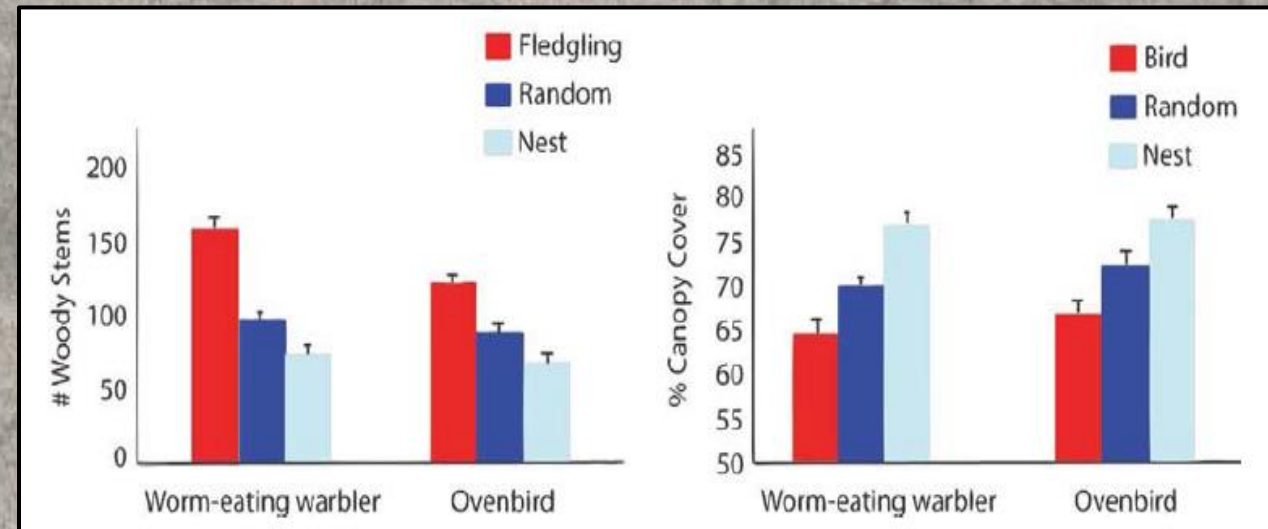 Fledgling
Random
Nest
# Woody Stems
200
150
100
50
0
Worm-eating warbler
Ovenbird
Bird
Random
Nest
% Canopy Cover
85
80
75
70
65
60
55
50
Worm-eating warbler
Ovenbird